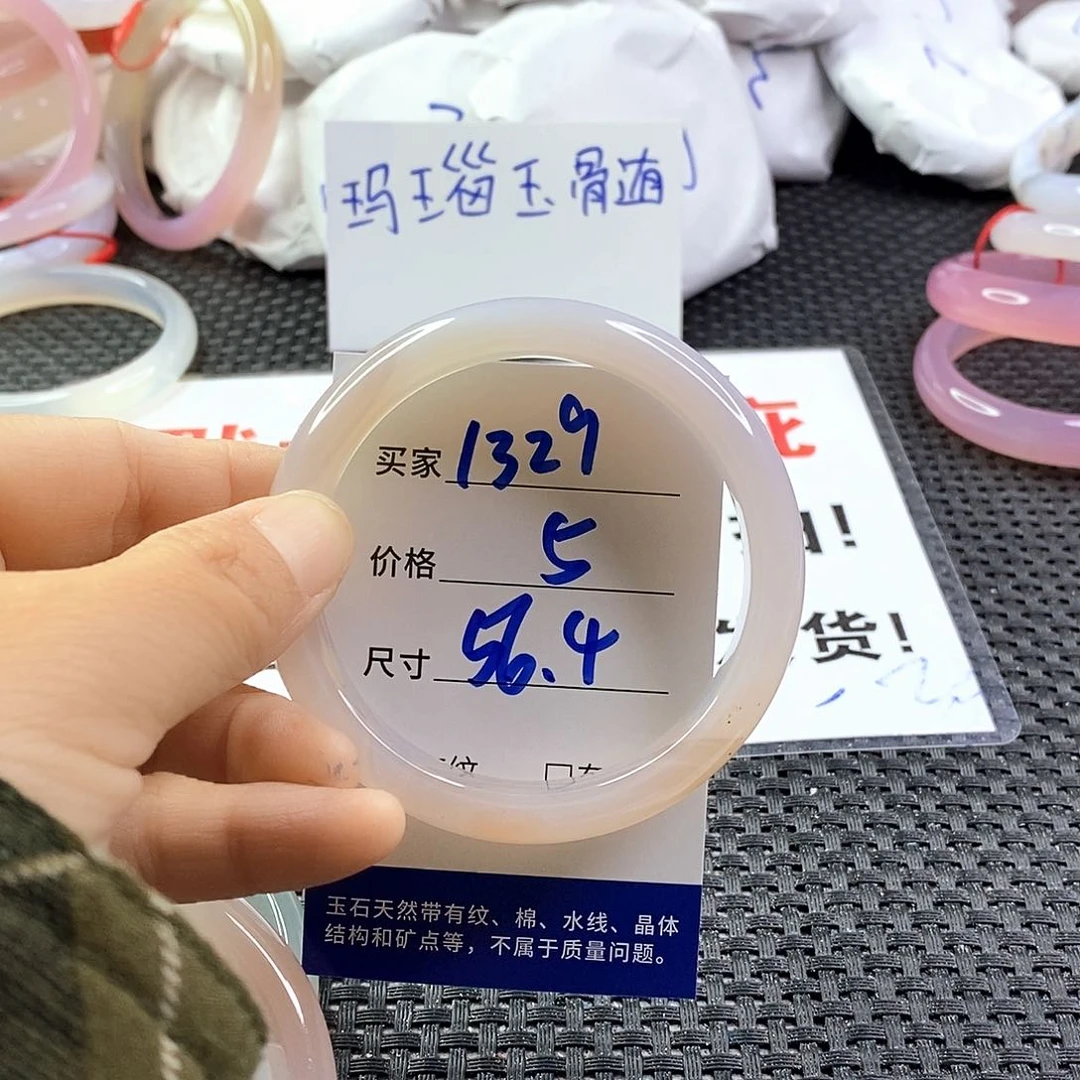 玛瑙玉骨髄
买家 1329
价格 5
尺寸 56.4
玉石天然带有纹、棉、水线、晶体
结构和矿点等，不属于质量问题。
货！